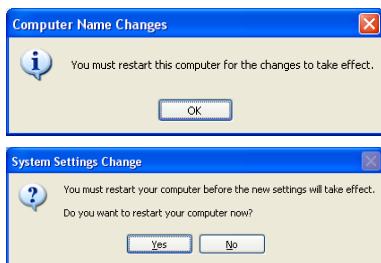 Computer Name Changes
You must restart this computer for the changes to take effect.
OK
System Settings Change
You must restart your computer before the new settings will take effect.
Do you want to restart your computer now?
Yes No